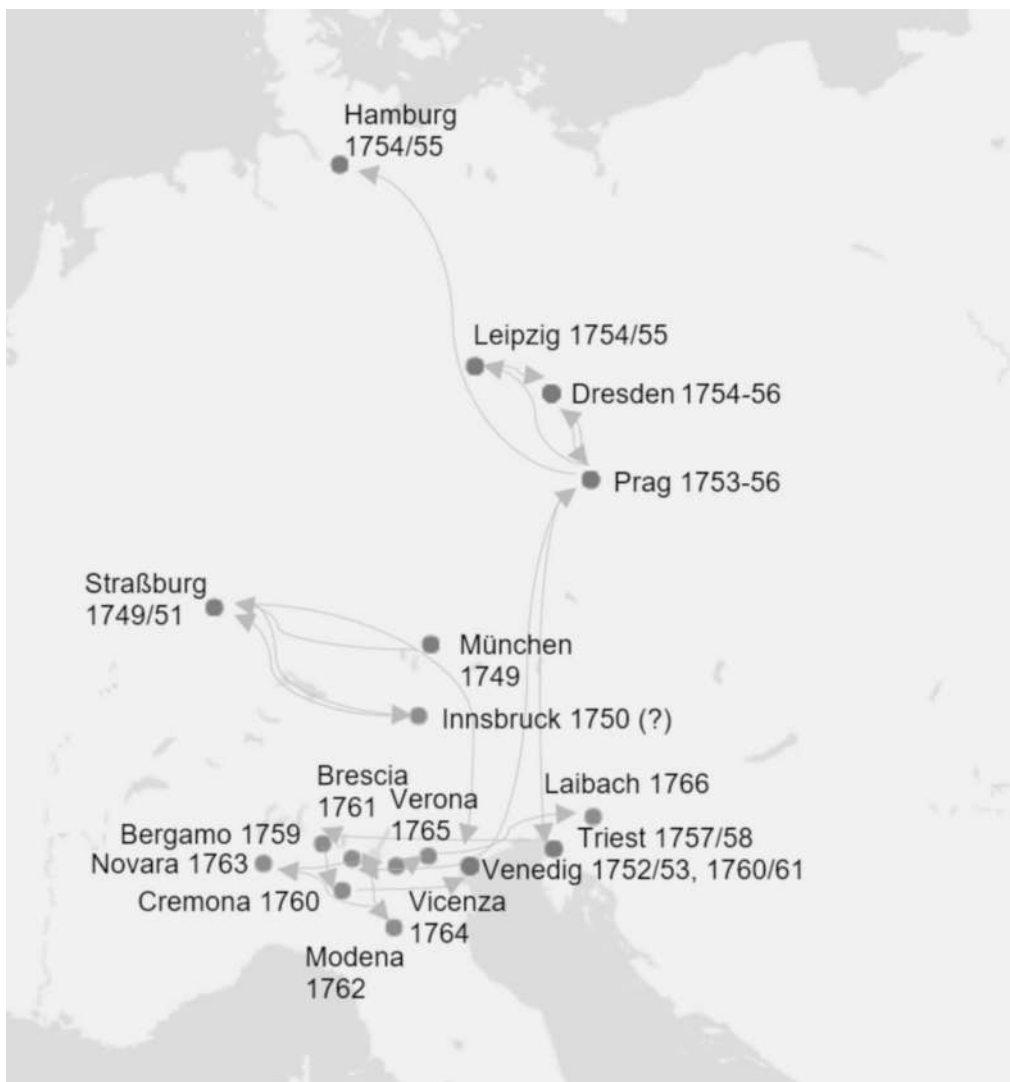 Hamburg
1754/55
Leipzig 1754/55
Dresden 1754-56
Prag 1753-56
Straßburg
1749/51
München
1749
Innsbruck 1750 (?)
Brescia
1761
Verona
1765
Laibach 1766
Bergamo 1759
Triest 1757/58
Novara 1763
Venedig 1752/53, 1760/61
Cremona 1760
Vicenza
1764
Modena
1762